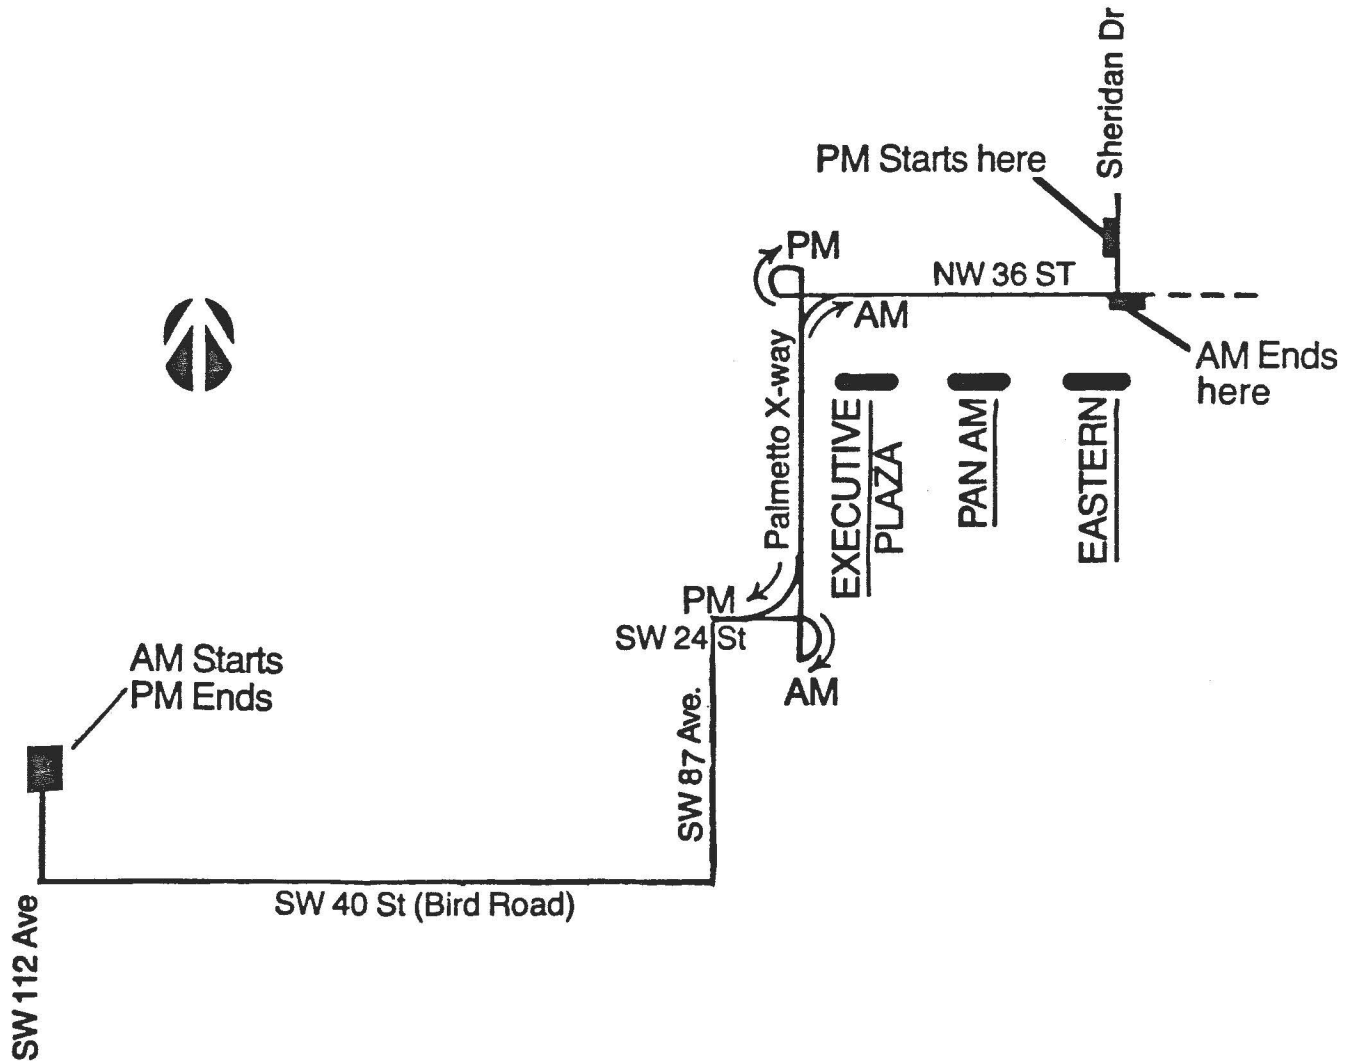 Sheridan Dr
PM Starts here
PM
NW 36 ST
AM
AM Ends
here
Palmetto X-way
EXECUTIVE
PLAZA
PAN AM
EASTERN
PM
SW 24 St
AM
AM Starts
PM Ends
SW 87 Ave.
SW 40 St (Bird Road)
SW 112 Ave